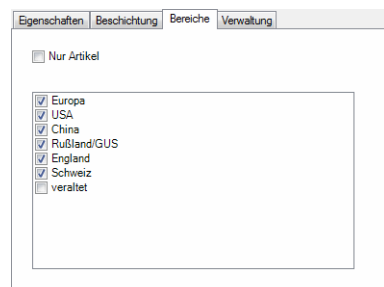 Eigenschaften Beschichtung Bereiche Verwaltung
Nur Artikel
Europa
USA
China
Rußland/GUS
England
Schweiz
veraltet